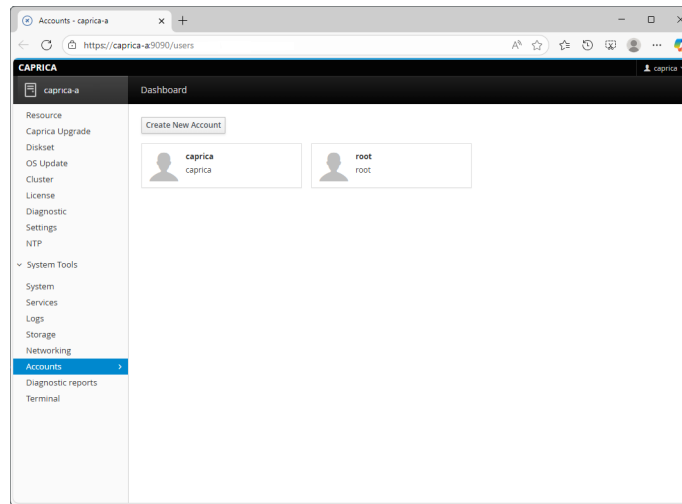 Accounts - caprica-a
https://caprica-a:9090/users
CAPRICA
caprica
caprica-a
Dashboard
Resource
Caprica Upgrade
Diskset
OS Update
Cluster
License
Diagnostic
Settings
NTP
System Tools
System
Services
Logs
Storage
Networking
Accounts
Diagnostic reports
Terminal
Create New Account
caprica
caprica
root
root